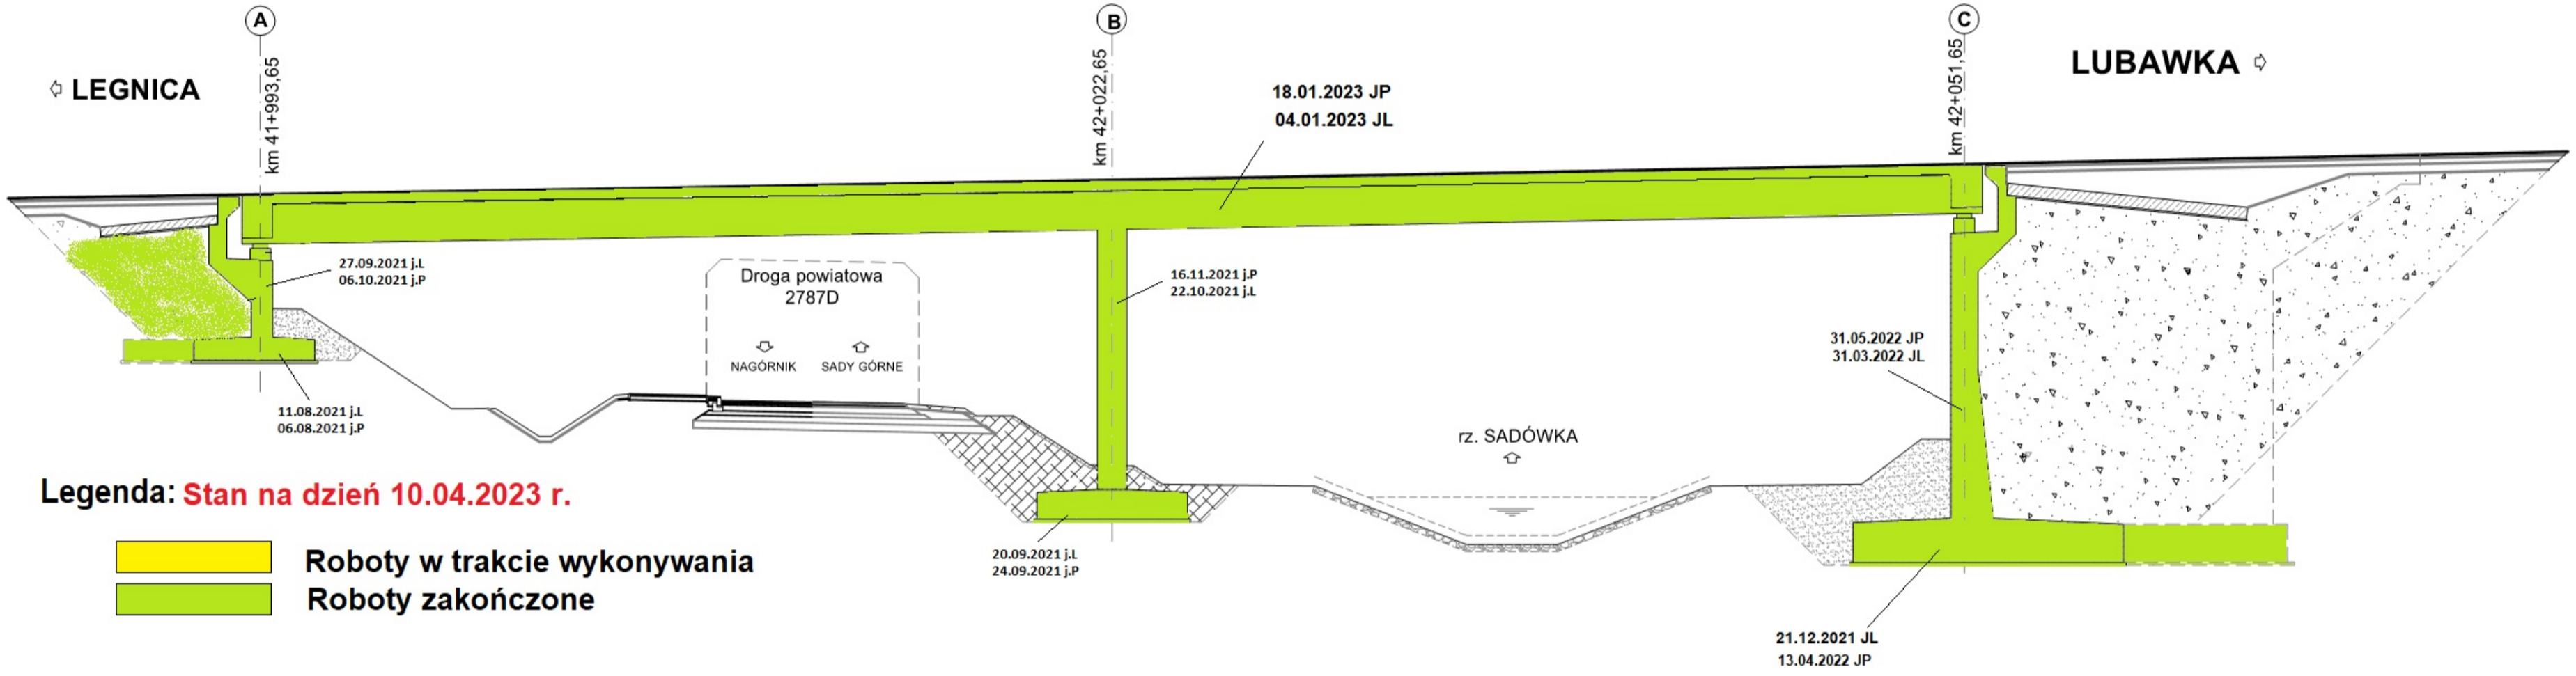 A
B
C
LEGNICA
km 41+993,65
km 42+022,65
km 42+051,65
LUBAWKA
18.01.2023 JP
04.01.2023 JL
27.09.2021 j.L
06.10.2021 j.P
Droga powiatowa
2787D
NAGÓRNIK
SADY GÓRNE
16.11.2021 j.P
22.10.2021 j.L
31.05.2022 JP
31.03.2022 JL
11.08.2021 j.L
06.08.2021 j.P
rz. SADÓWKA
Legenda: Stan na dzień 10.04.2023 r.
Roboty w trakcie wykonywania
Roboty zakończone
20.09.2021 j.L
24.09.2021 j.P
21.12.2021 JL
13.04.2022 JP